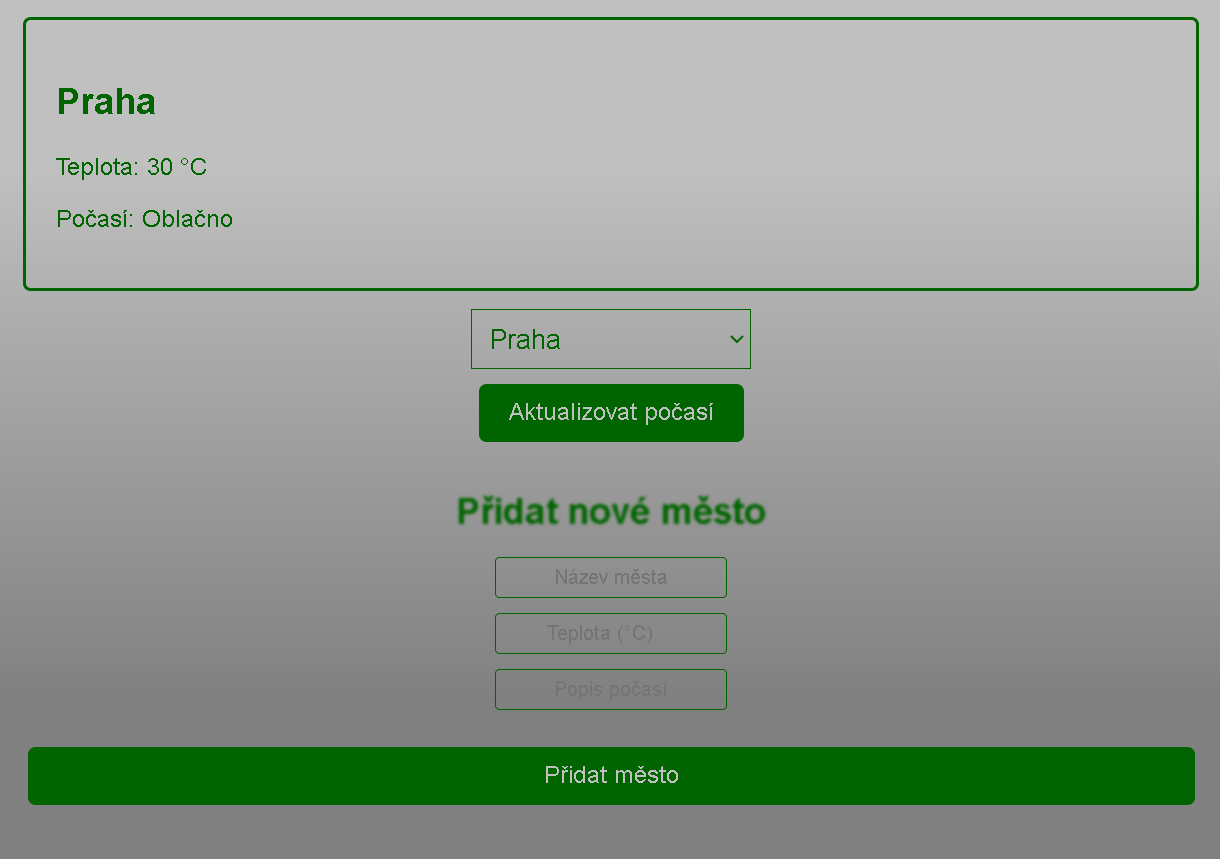 Praha
Teplota: 30 °C
Počasí: Oblačno
Praha
Aktualizovat počasí
Přidat nové město
Název města
Teplota (°C)
Popis počasí
Přidat město